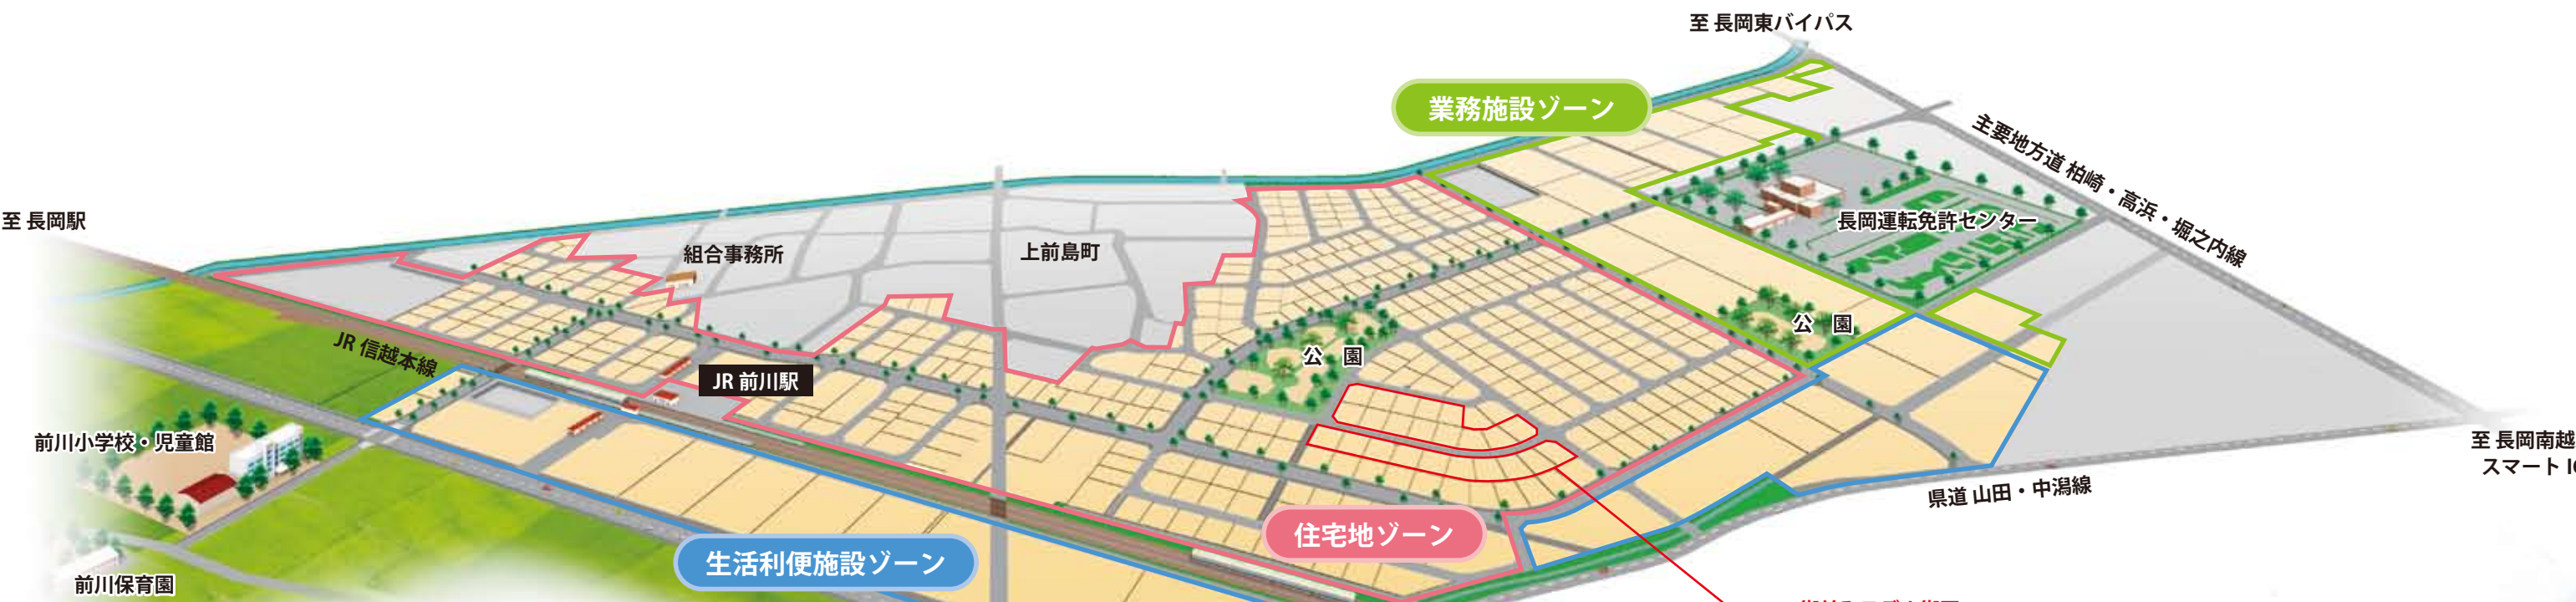 至 長岡東バイパス
業務施設ゾーン
主要地方道 柏崎・高浜・堀之内線
長岡運転免許センター
至 長岡駅
組合事務所
上前島町
公 園
公 園
JR 信越本線
JR 前川駅
前川小学校・児童館
至 長岡南越
スマート I
県道 山田・中潟線
住宅地ゾーン
生活利便施設ゾーン
前川保育園